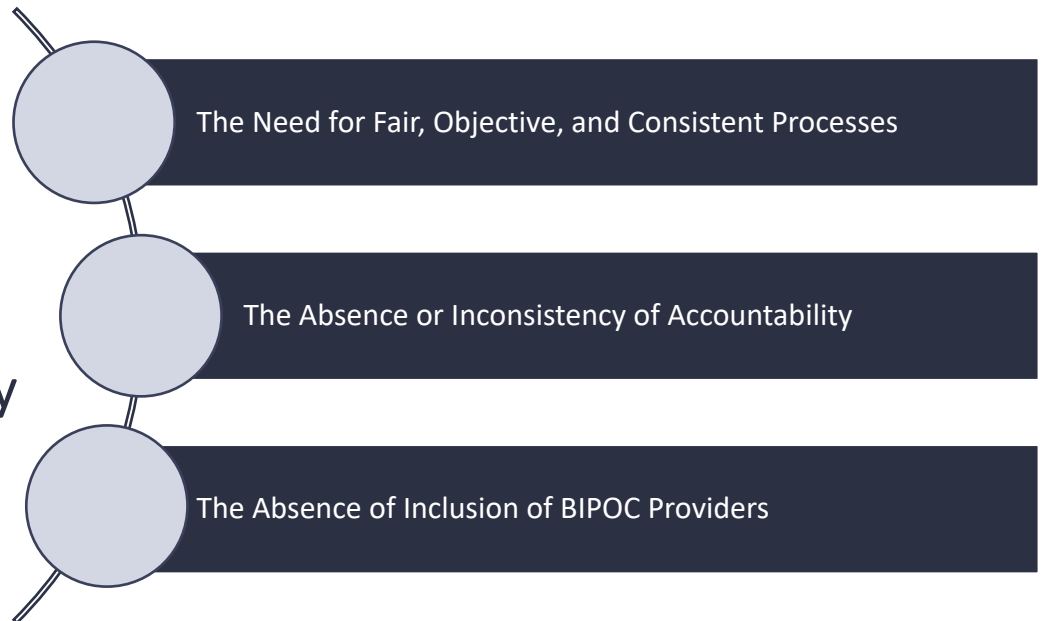 The Need for Fair, Objective, and Consistent Processes
The Absence or Inconsistency of Accountability
The Absence of Inclusion of BIPOC Providers